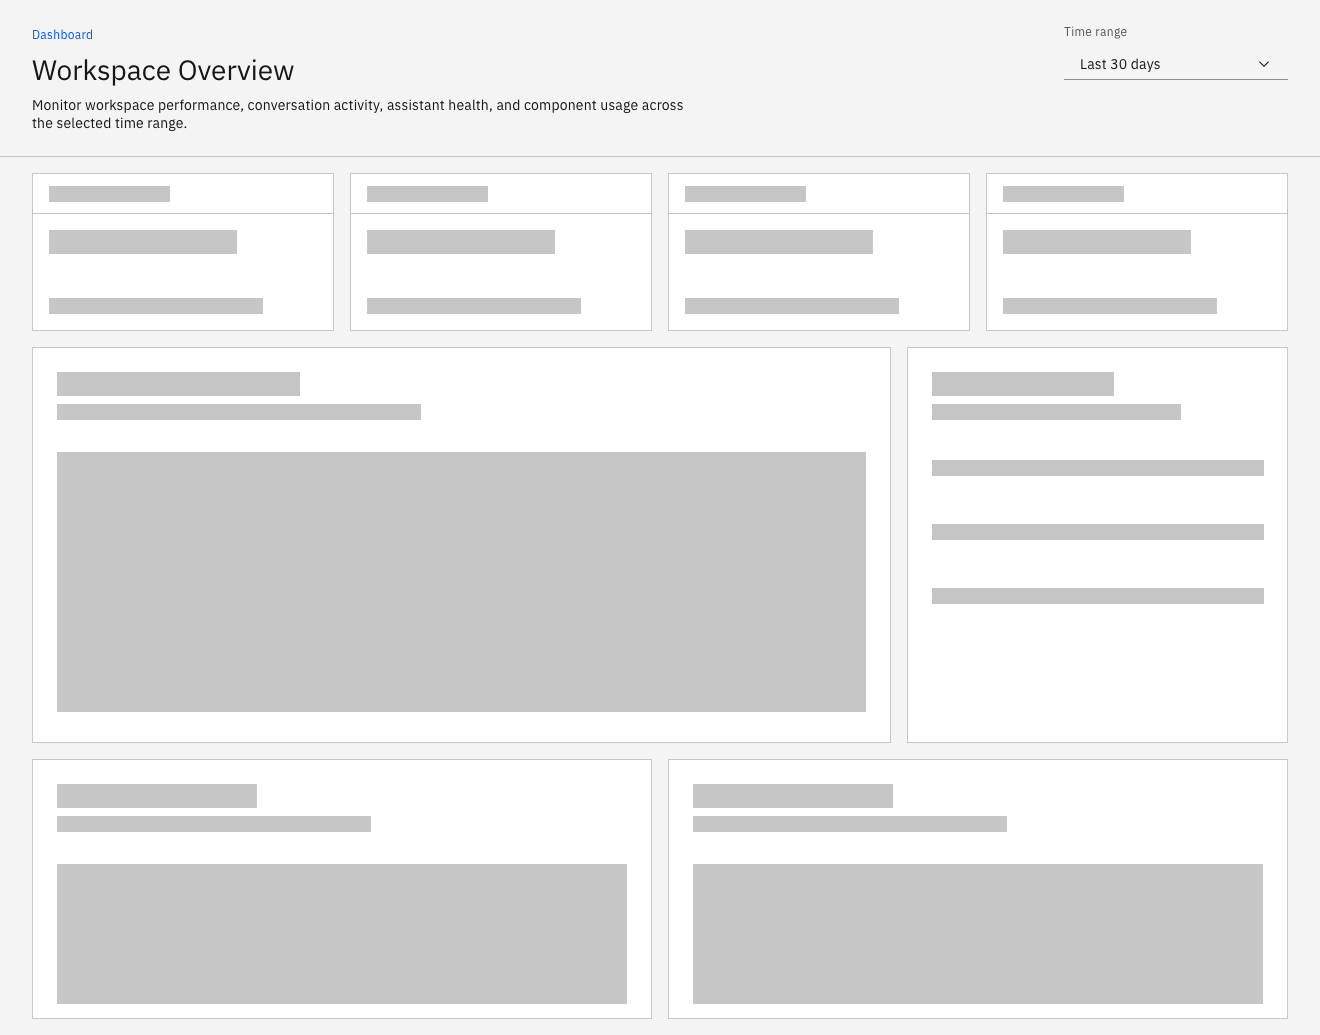 Dashboard
Workspace Overview
Monitor workspace performance, conversation activity, assistant health, and component usage across
the selected time range.
Time range
Last 30 days